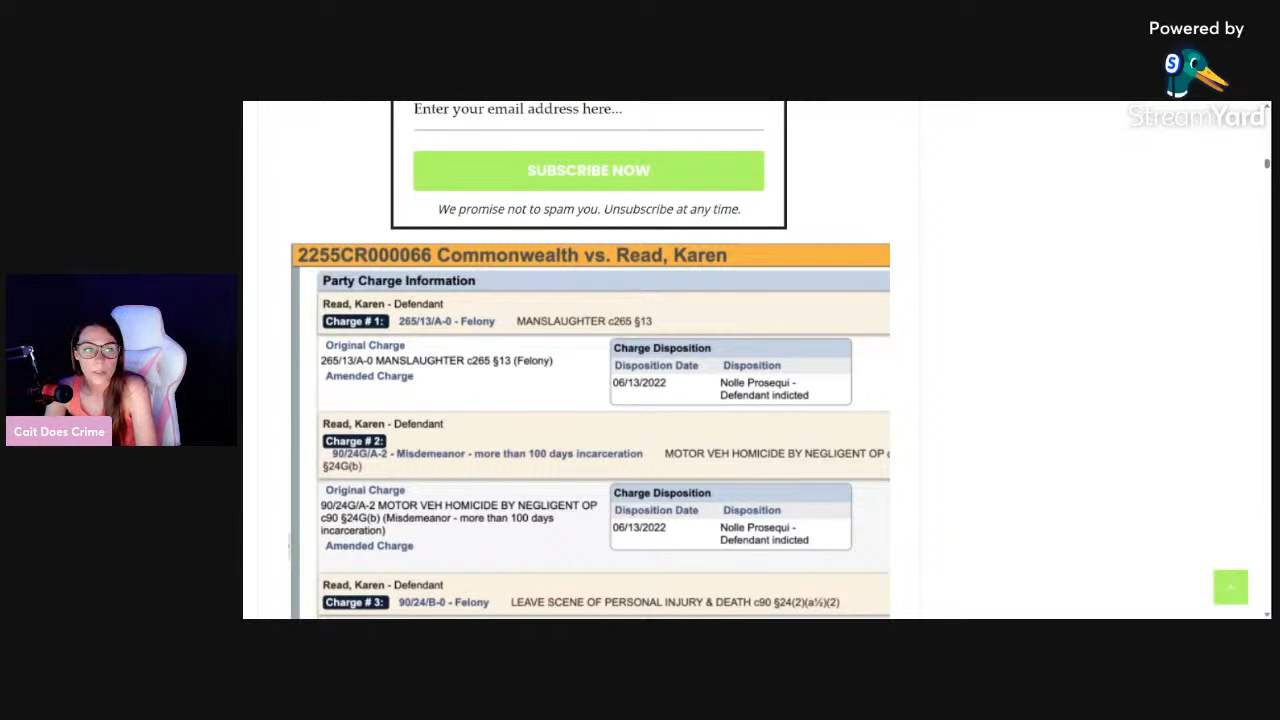 Powered by
S
StreamYard
Enter your email address here...
SUBSCRIBE NOW
We promise not to spam you. Unsubscribe at any time.
2255CR000066 Commonwealth vs. Read, Karen
Party Charge Information
Read, Karen - Defendant
Charge # 1: 265/13/A-0 - Felony MANSLAUGHTER c265 §13
Original Charge
265/13/A-0 MANSLAUGHTER c265 §13 (Felony)
Amended Charge
Charge Disposition
Disposition Date Disposition
06/13/2022 Nolle Prosequi -
Defendant indicted
Read, Karen - Defendant
Charge # 2:
90/24G/A-2 - Misdemeanor - more than 100 days incarceration MOTOR VEH HOMICIDE BY NEGLIGENT OP c
§24G(b)
Original Charge
90/24G/A-2 MOTOR VEH HOMICIDE BY NEGLIGENT OP
c90 §24G(b) (Misdemeanor - more than 100 days
incarceration)
Amended Charge
Charge Disposition
Disposition Date Disposition
06/13/2022 Nolle Prosequi -
Defendant indicted
Read, Karen - Defendant
Charge # 3: 90/24/B-0 - Felony LEAVE SCENE OF PERSONAL INJURY & DEATH c90 §24(2)(a½)(2)
Cait Does Crime